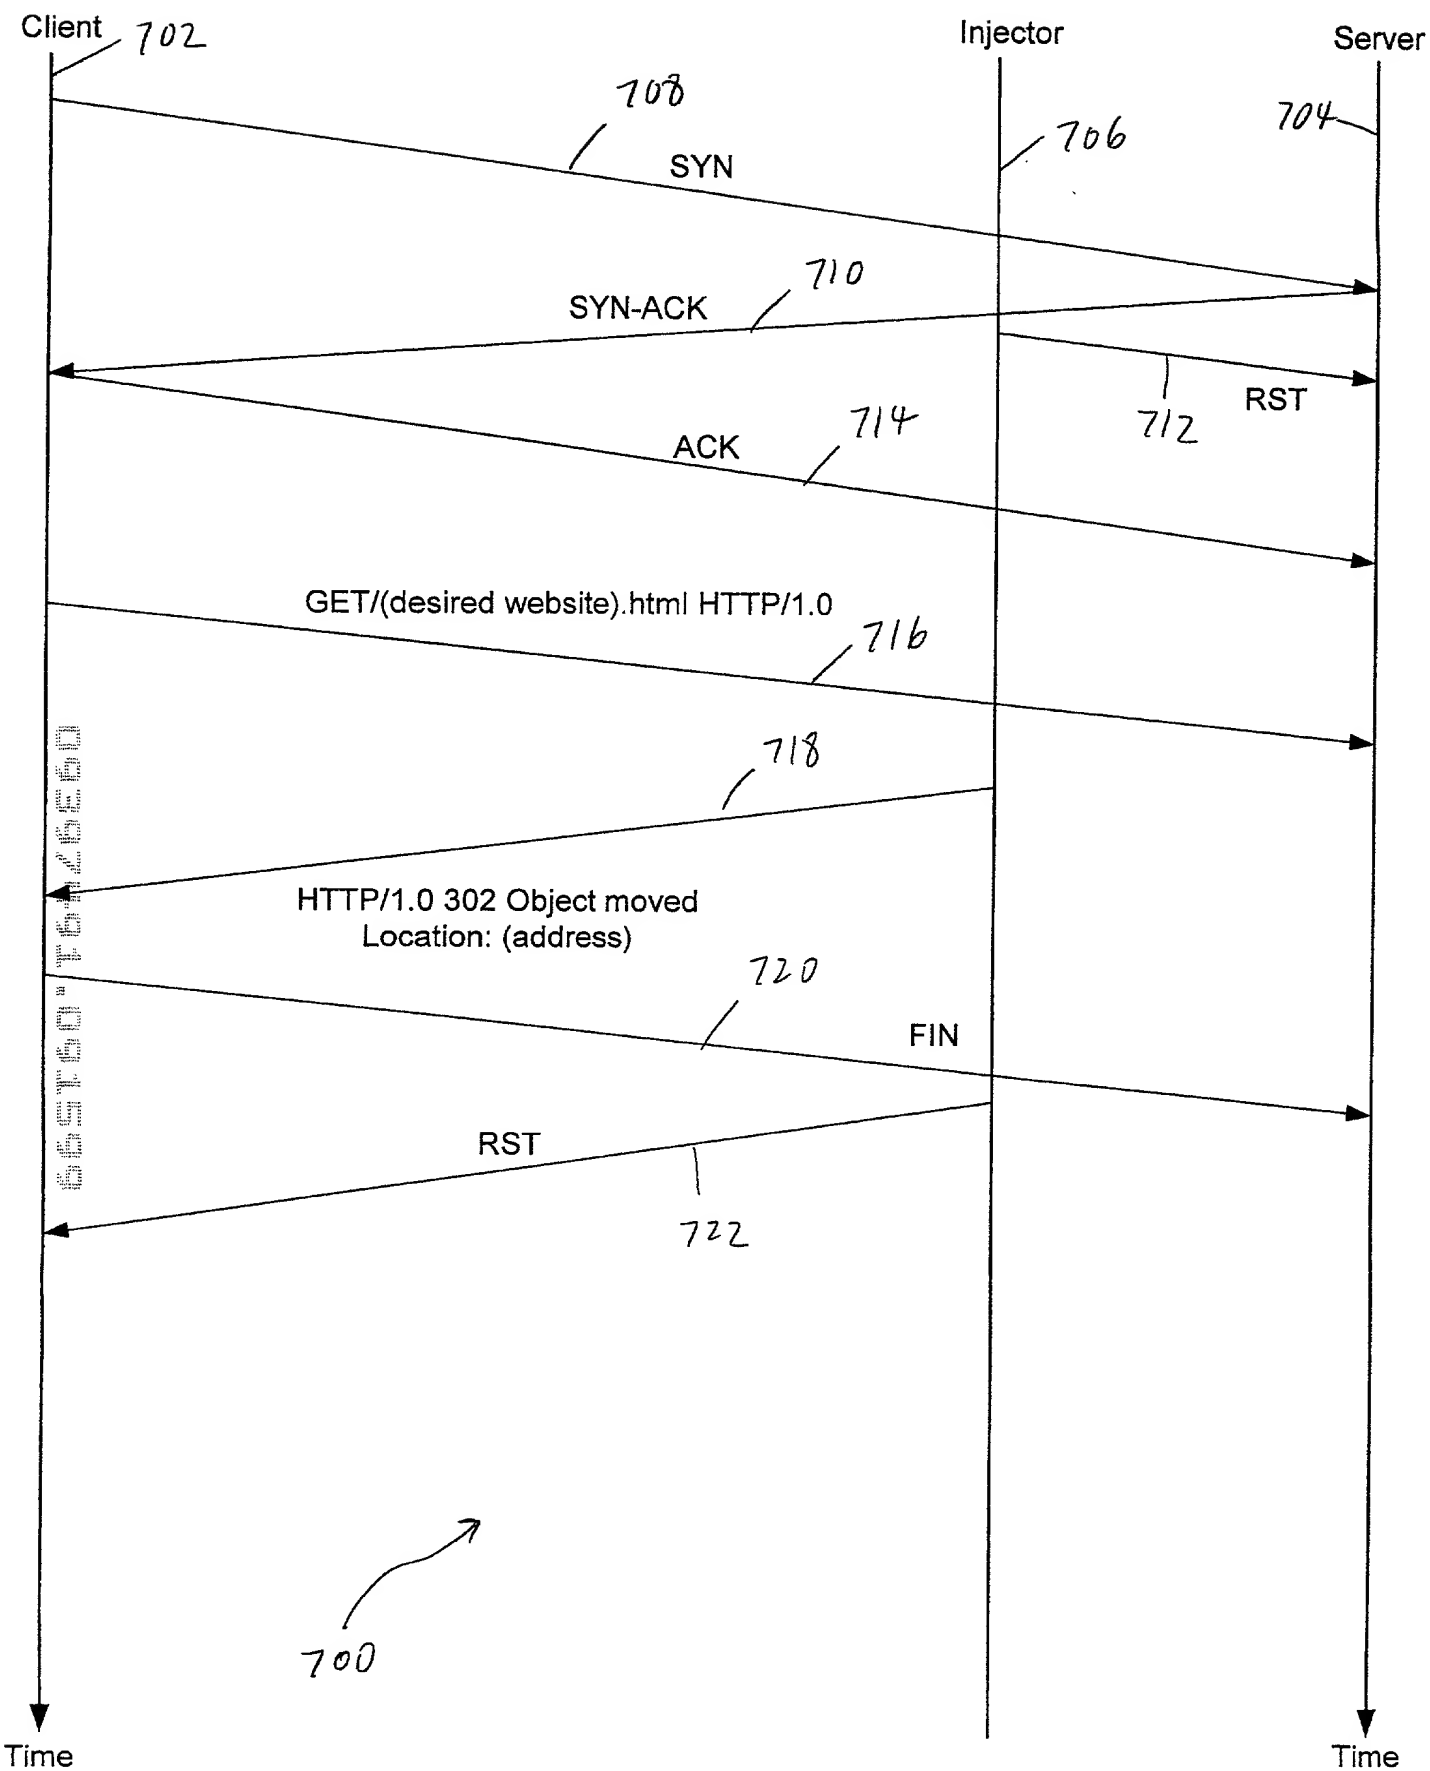 Client
702
Injector
Server
708
704
706
SYN
710
SYN-ACK
RST
712
714
ACK
GET/(desired website).html HTTP/1.0
716
718
HTTP/1.0 302 Object moved
Location: (address)
720
FIN
RST
722
700
Time
Time